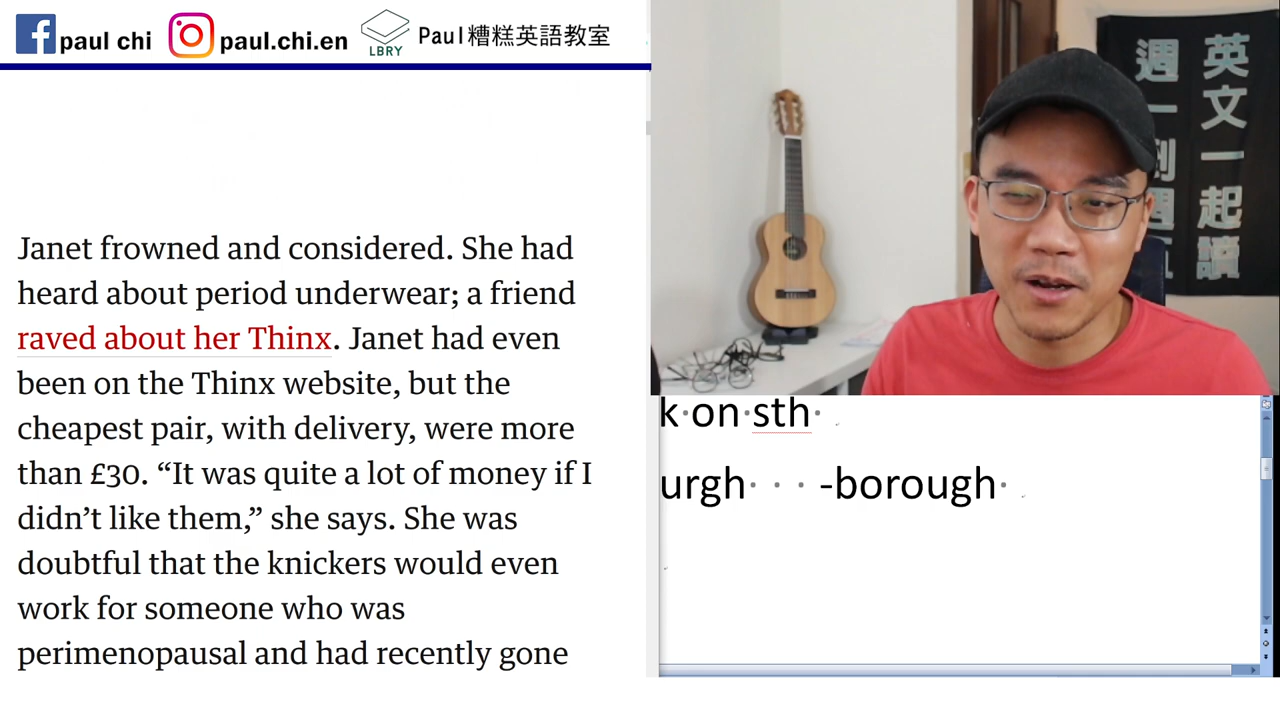 paul chi
paul.chi.en
LBRY
Paul糟糕英語教室
英文一起讀
週一到週
Janet frowned and considered. She had
heard about period underwear; a friend
raved about her Thinx. Janet had even
been on the Thinx website, but the
cheapest pair, with delivery, were more
than £30. “It was quite a lot of money if I
didn’t like them,” she says. She was
doubtful that the knickers would even
work for someone who was
perimenopausal and had recently gone
k on sth
urgh -borough